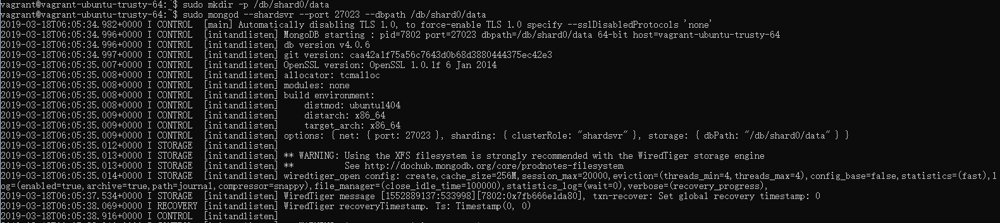 vagrant@vagrant-ubuntu-trusty-64:~$ sudo mkdir -p /db/shard0/data
vagrant@vagrant-ubuntu-trusty-64:~$ sudo mongod --shardsvr --port 27023 --dbpath /db/shard0/data
2019-03-18T06:05:34.982+0000 I CONTROL  [main] Automatically disabling TLS 1.0, to force-enable TLS 1.0 specify --sslDisabledProtocols 'none'
2019-03-18T06:05:34.996+0000 I CONTROL  [initandlisten] MongoDB starting : pid=7802 port=27023 dbpath=/db/shard0/data 64-bit host=vagrant-ubuntu-trusty-64
2019-03-18T06:05:34.996+0000 I CONTROL  [initandlisten] db version v4.0.6
2019-03-18T06:05:34.997+0000 I CONTROL  [initandlisten] git version: caa42a1f75a56c7643d0b68d3880444375ec42e3
2019-03-18T06:05:35.007+0000 I CONTROL  [initandlisten] OpenSSL version: OpenSSL 1.0.1f 6 Jan 2014
2019-03-18T06:05:35.008+0000 I CONTROL  [initandlisten] allocator: tcmalloc
2019-03-18T06:05:35.008+0000 I CONTROL  [initandlisten] modules: none
2019-03-18T06:05:35.008+0000 I CONTROL  [initandlisten] build environment:
2019-03-18T06:05:35.008+0000 I CONTROL  [initandlisten]     distmod: ubuntu1404
2019-03-18T06:05:35.009+0000 I CONTROL  [initandlisten]     distarch: x86_64
2019-03-18T06:05:35.009+0000 I CONTROL  [initandlisten]     target_arch: x86_64
2019-03-18T06:05:35.009+0000 I CONTROL  [initandlisten] options: { net: { port: 27023 }, sharding: { clusterRole: "shardsvr" }, storage: { dbPath: "/db/shard0/data" } }
2019-03-18T06:05:35.012+0000 I STORAGE  [initandlisten]
2019-03-18T06:05:35.013+0000 I STORAGE  [initandlisten] ** WARNING: Using the XFS filesystem is strongly recommended with the WiredTiger storage engine
2019-03-18T06:05:35.013+0000 I STORAGE  [initandlisten] **          See http://dochub.mongodb.org/core/prodnotes-filesystem
2019-03-18T06:05:35.014+0000 I STORAGE  [initandlisten] wiredtiger_open config: create,cache_size=256M,session_max=20000,eviction=(threads_min=4,threads_max=4),config_base=false,statistics=(fast),l
og=(enabled=true,archive=true,path=journal,compressor=snappy),file_manager=(close_idle_time=100000),statistics_log=(wait=0),verbose=(recovery_progress),
2019-03-18T06:05:37.534+0000 I STORAGE  [initandlisten] WiredTiger message [1552889137:533998][7802:0x7fb666e1da80], txn-recover: Set global recovery timestamp: 0
2019-03-18T06:05:38.069+0000 I RECOVERY [initandlisten] WiredTiger recoveryTimestamp. Ts: Timestamp(0, 0)
2019-03-18T06:05:38.916+0000 I CONTROL  [initandlisten]